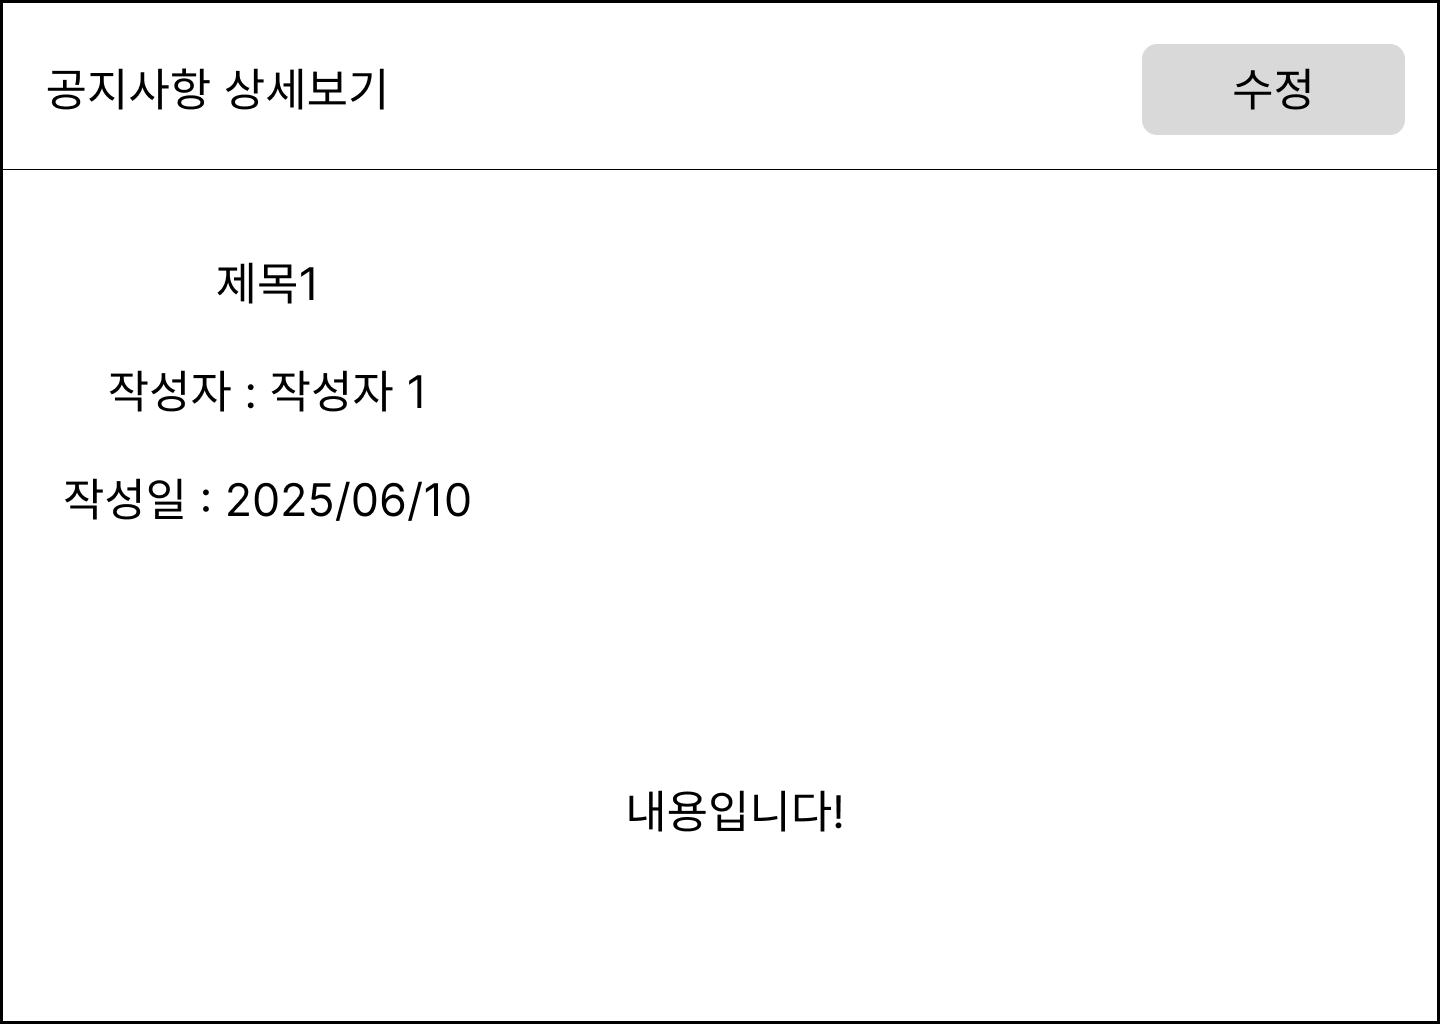 공지사항 상세보기
수정
제목1
작성자 : 작성자 1
작성일 : 2025/06/10
내용입니다!